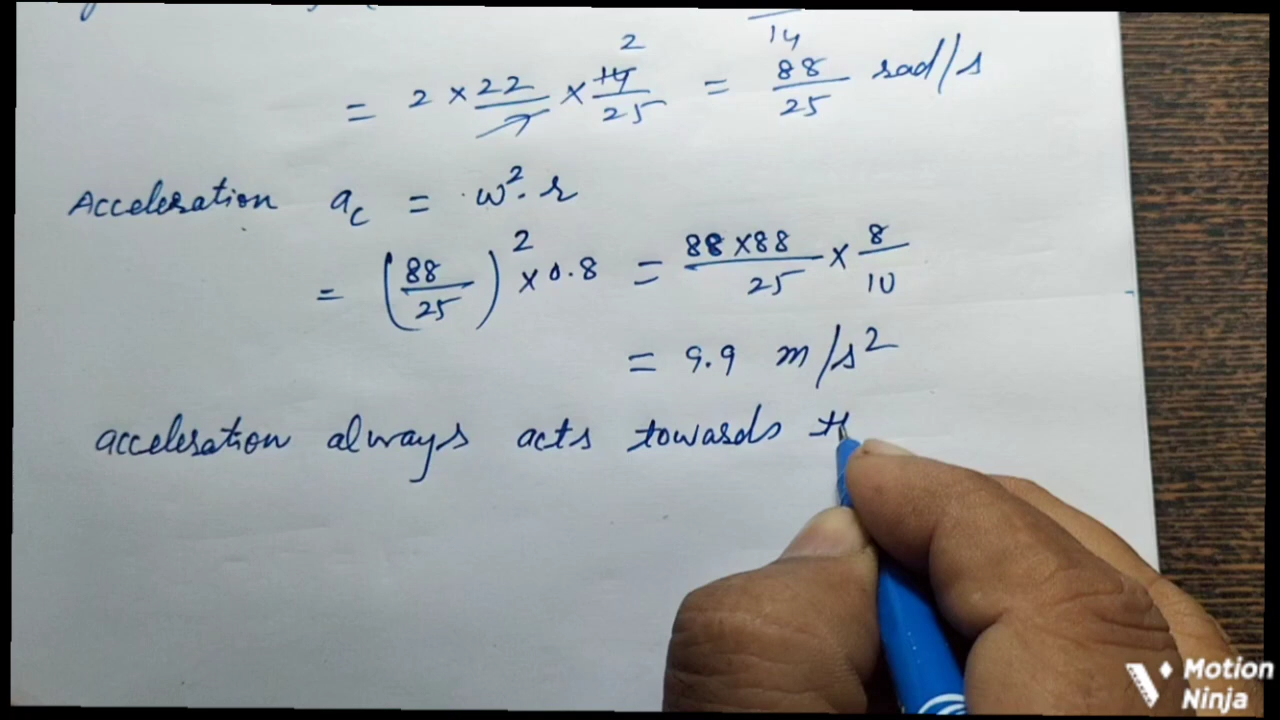 14
= 2 × 22/7 × 14/25 2 = 88/25 rad/s
Acceleration a_c = ω². r
= (88/25)² × 0.8 = 88×88/25 × 8/10
= 9.9 m/s²
acceleration always acts towards th
Motion
Ninja